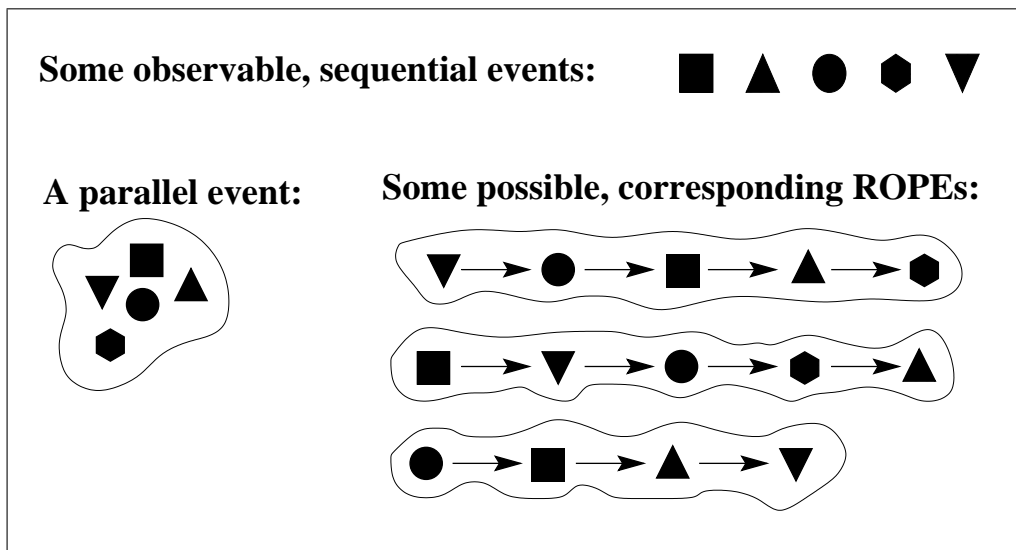 Some observable, sequential events:
A parallel event:
Some possible, corresponding ROPEs: